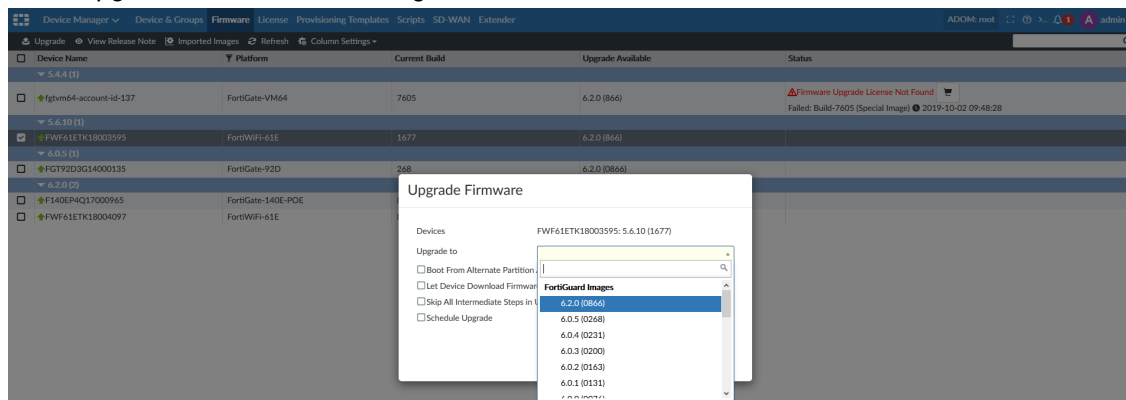 Device Manager Device & Groups Firmware License Provisioning Templates Scripts SD-WAN Extender ADOM: root 1 A admin
Upgrade View Release Note Imported Images Refresh Column Settings
Device Name Platform Current Build Upgrade Available Status
5.4.4 (1)
fgtvm64-account-id-137 FortiGate-VM64 7605 6.2.0 (866) Firmware Upgrade License Not Found
Failed: Build-7605 (Special Image) 2019-10-02 09:48:28
5.6.10 (1)
FWF61ETK18003595 FortiWiFi-61E 1677 6.2.0 (866)
6.0.5 (1)
FGT92D3G14000135 FortiGate-92D 268 6.2.0 (0866)
6.2.0 (2)
F140EP4Q17000965 FortiGate-140E-POE
FWF61ETK18004097 FortiWiFi-61E
Upgrade Firmware
Devices FWF61ETK18003595: 5.6.10 (1677)
Upgrade to
Boot From Alternate Partition
Let Device Download
Skip All Intermediate Steps in
Schedule Upgrade
FortiGuard Images
6.2.0 (0866)
6.0.5 (0268)
6.0.4 (0231)
6.0.3 (0200)
6.0.2 (0163)
6.0.1 (0131)